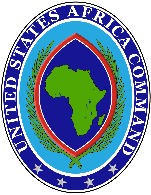 UNITED STATES AFRICA COMMAND